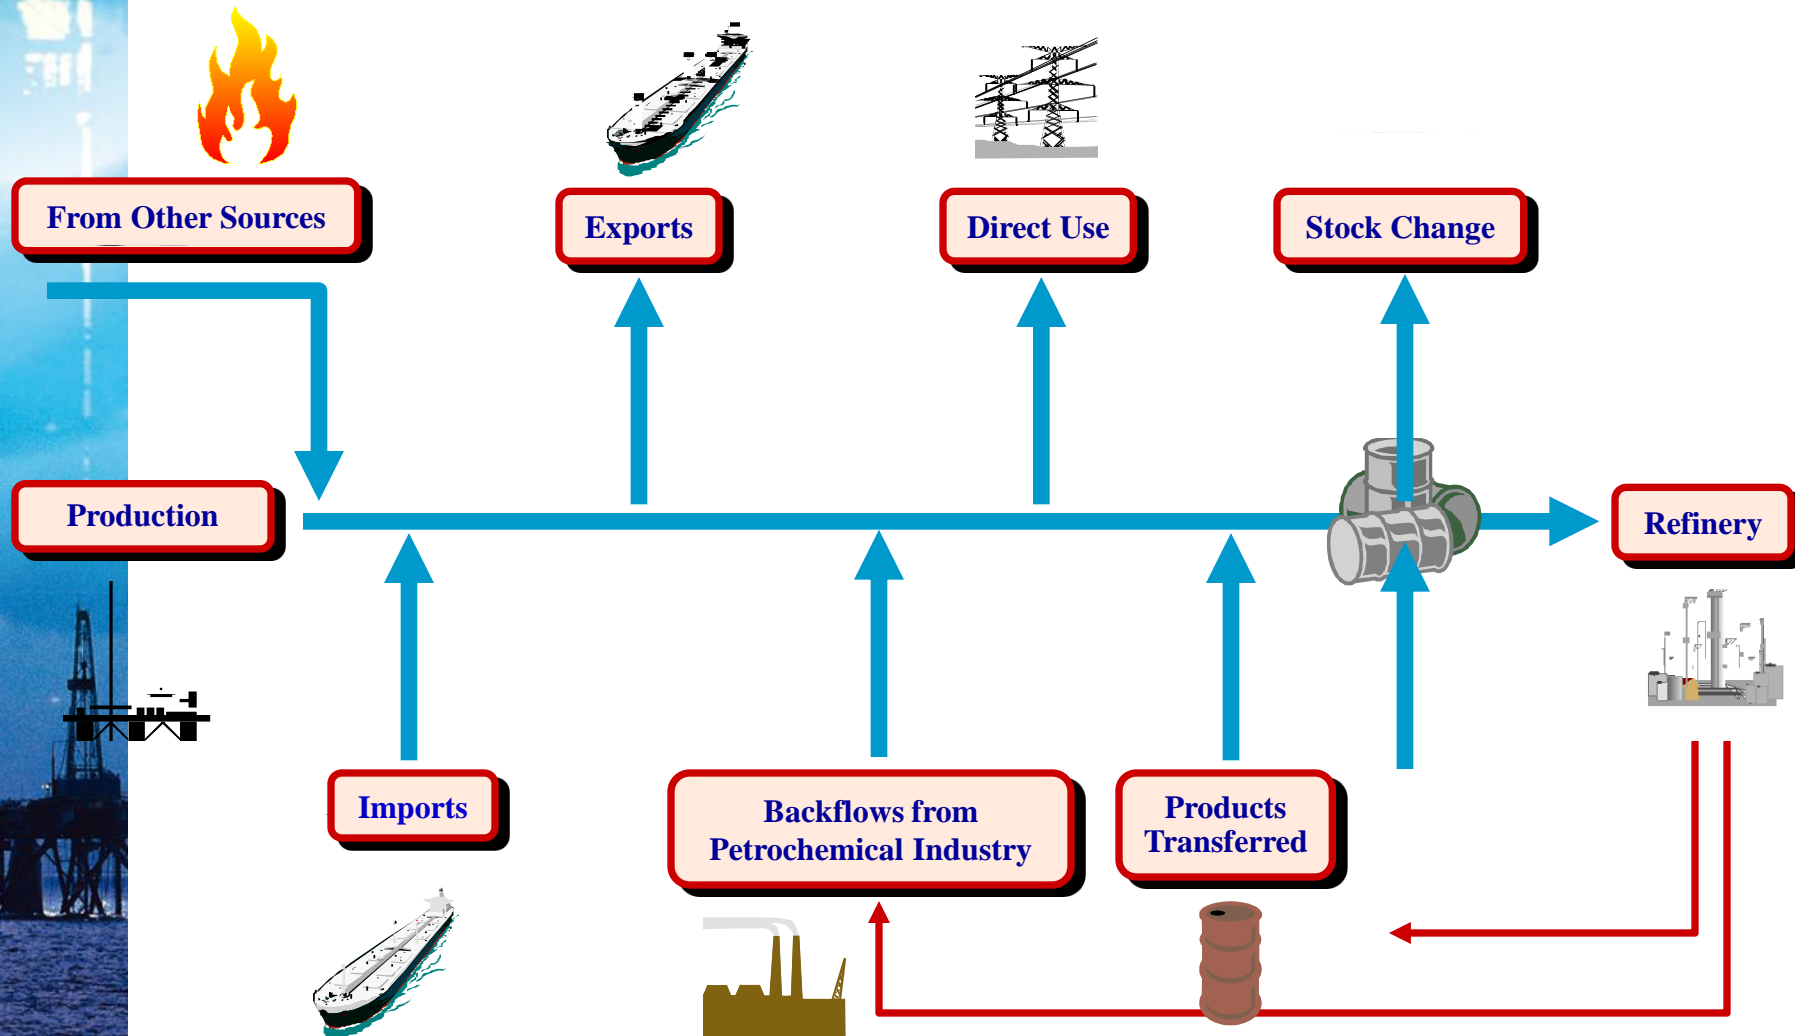 From Other Sources
Exports
Direct Use
Stock Change
Production
Refinery
Imports
Backflows from
Petrochemical Industry
Products
Transferred